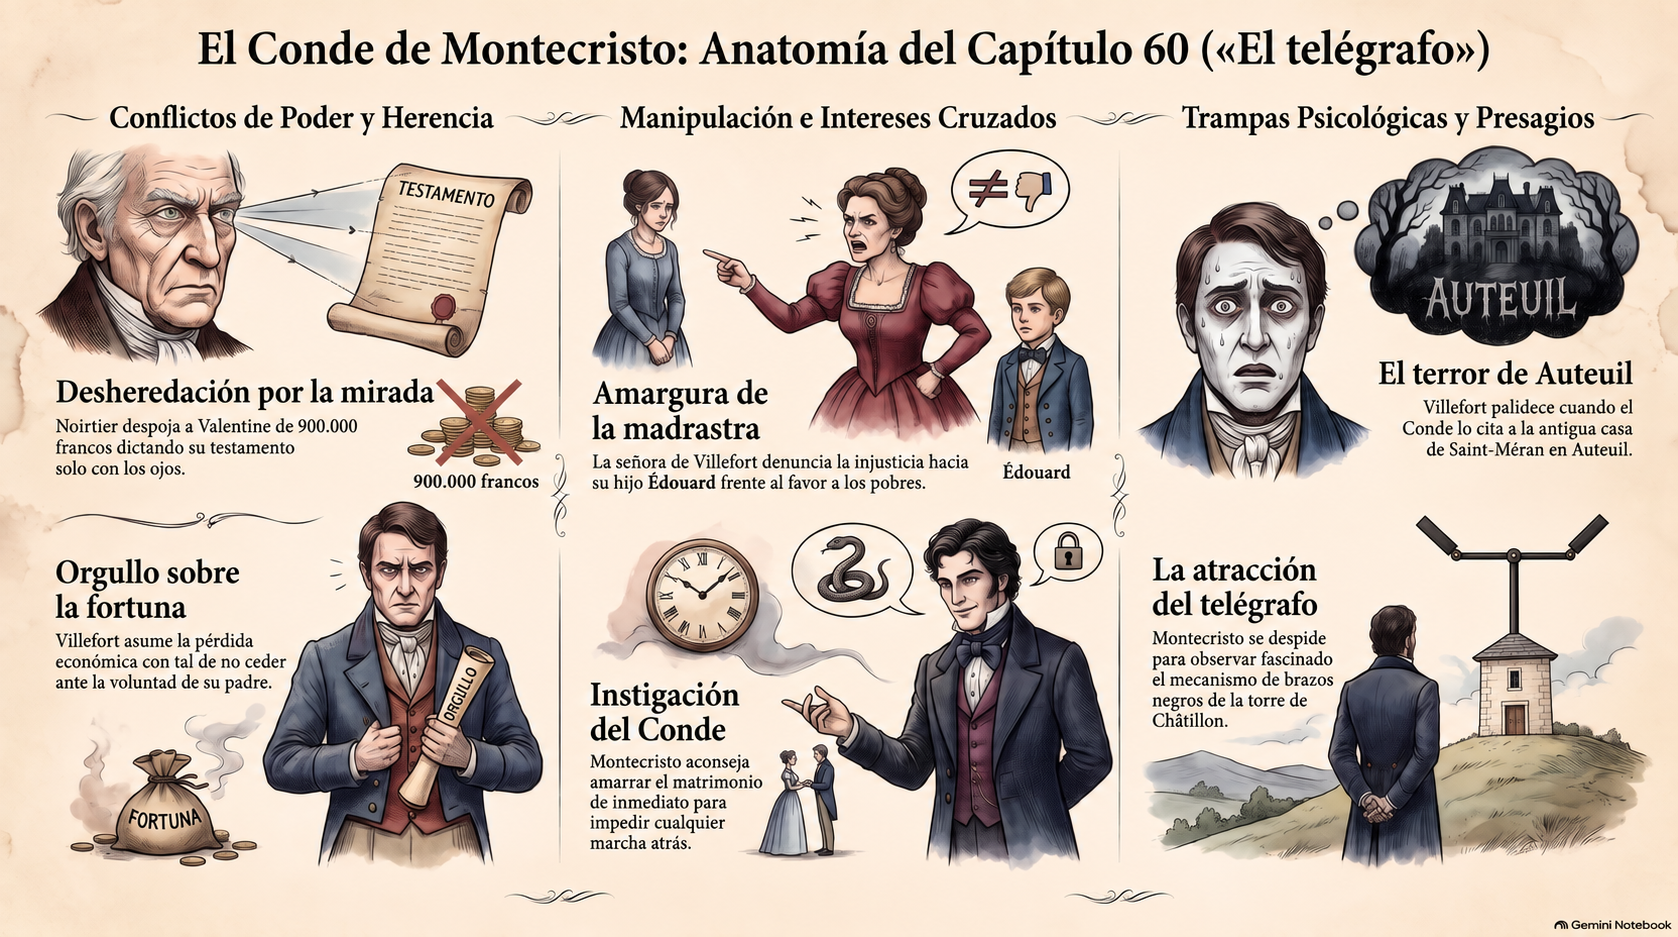 El Conde de Montecristo: Anatomía del Capítulo 60 («El telégrafo»)
Conflictos de Poder y Herencia
TESTAMENTO
Desheredación por la mirada
Noirtier despoja a Valentine de 900.000
francos dictando su testamento
solo con los ojos.
900.000 francos
Orgullo sobre
la fortuna
Villefort asume la pérdida
económica con tal de no ceder
ante la voluntad de su padre.
ORGULLO
FORTUNA
Manipulación e Intereses Cruzados
Amargura de
la madrastra
La señora de Villefort denuncia la injusticia hacia
su hijo Édouard frente al favor a los pobres.
Édouard
Instigación
del Conde
Montecristo aconseja
amarrar el matrimonio
de inmediato para
impedir cualquier
marcha atrás.
Trampas Psicológicas y Presagios
AUTEUIL
El terror de Auteuil
Villefort palidece cuando el
Conde lo cita a la antigua casa
de Saint-Méran en Auteuil.
La atracción
del telégrafo
Montecristo se despide
para observar fascinado
el mecanismo de brazos
negros de la torre de
Châtillon.
Gemini Notebook